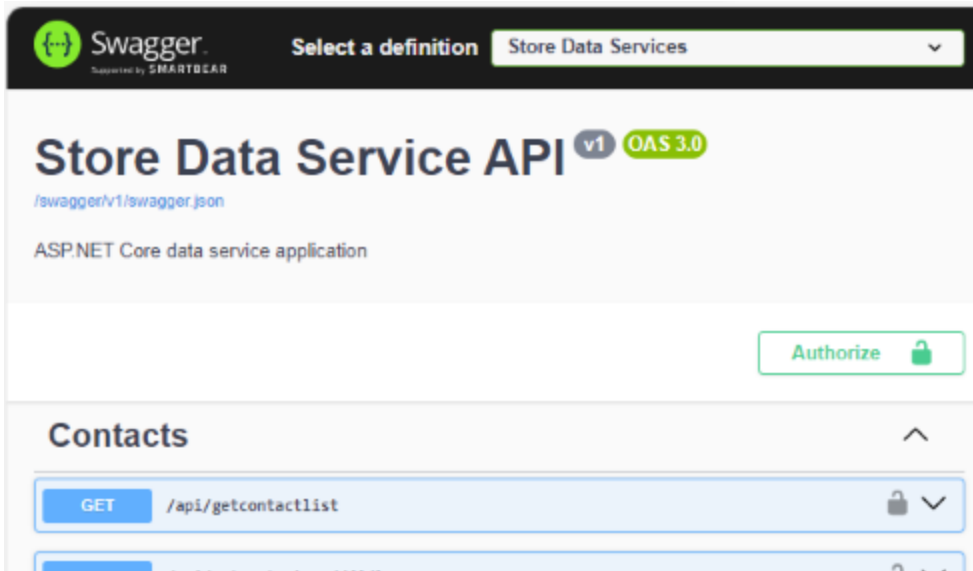 Swagger.
Supported by SMARTBEAR
Select a definition
Store Data Services
Store Data Service API v1 OAS 3.0
/swagger/v1/swagger.json
ASP.NET Core data service application
Authorize
Contacts
GET /api/getcontactlist